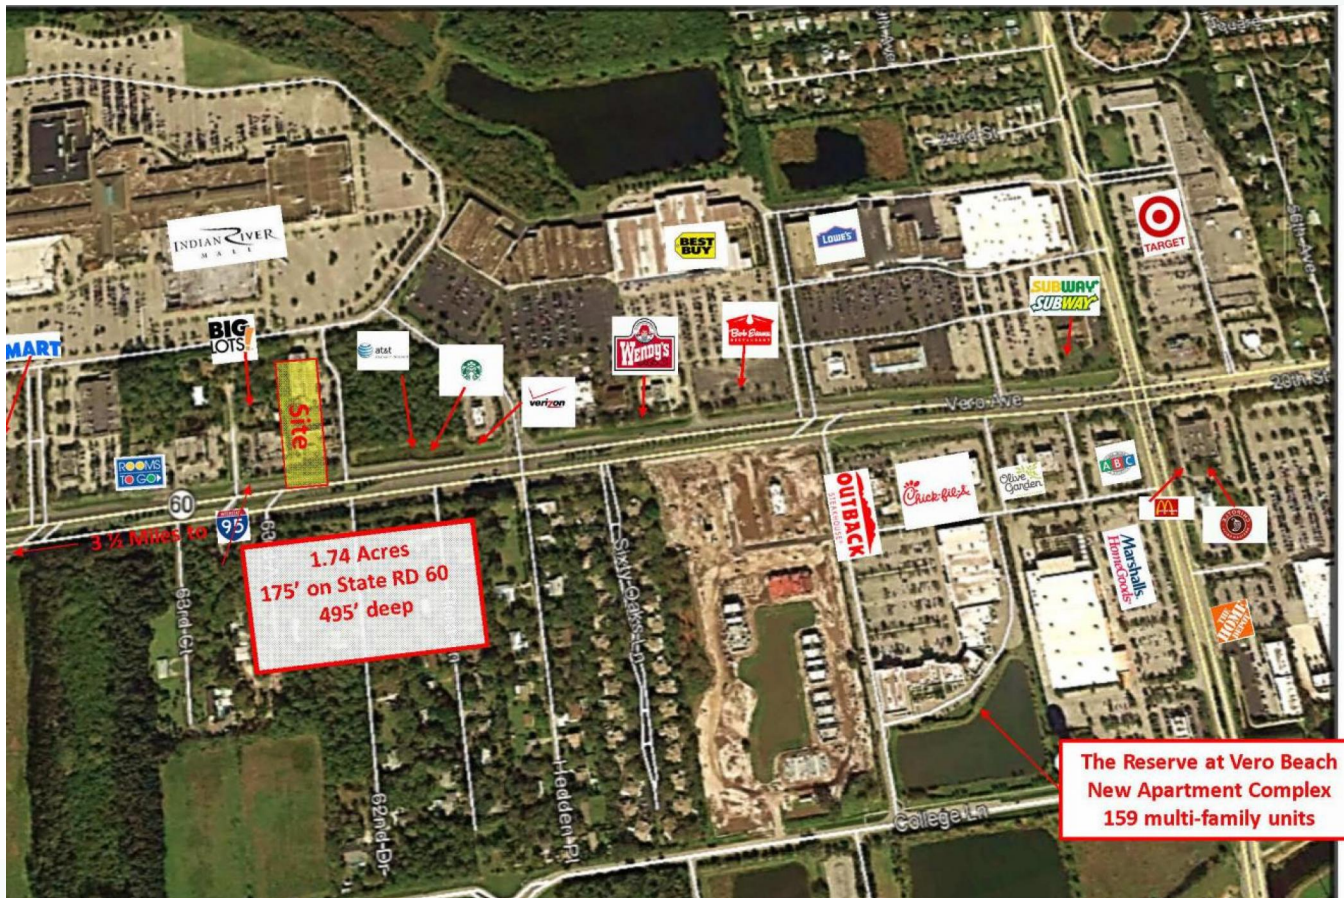 Square
22nd St
INDIAN RIVER
MALL
BEST
BUY
LOWE'S
TARGET
SUBWAY
SUBWAY
BIG
LOTS!
MART
at&t
WENDY'S
Bob Evans
RESTAURANT
verizon
Site
Vero Ave
20th St
ROOMS
TO GO
60
95
3 ½ Miles to
1.74 Acres
175' on State RD 60
495' deep
OUTBACK
STEAKHOUSE
Chick-fil-A
Olive
Garden
ABC
Marshalls
HomeGoods
THE
HOME
DEPOT
63rd Ct
62nd Dr
Hedden Pl
Sixty Oaks Ln
College Ln
The Reserve at Vero Beach
New Apartment Complex
159 multi-family units